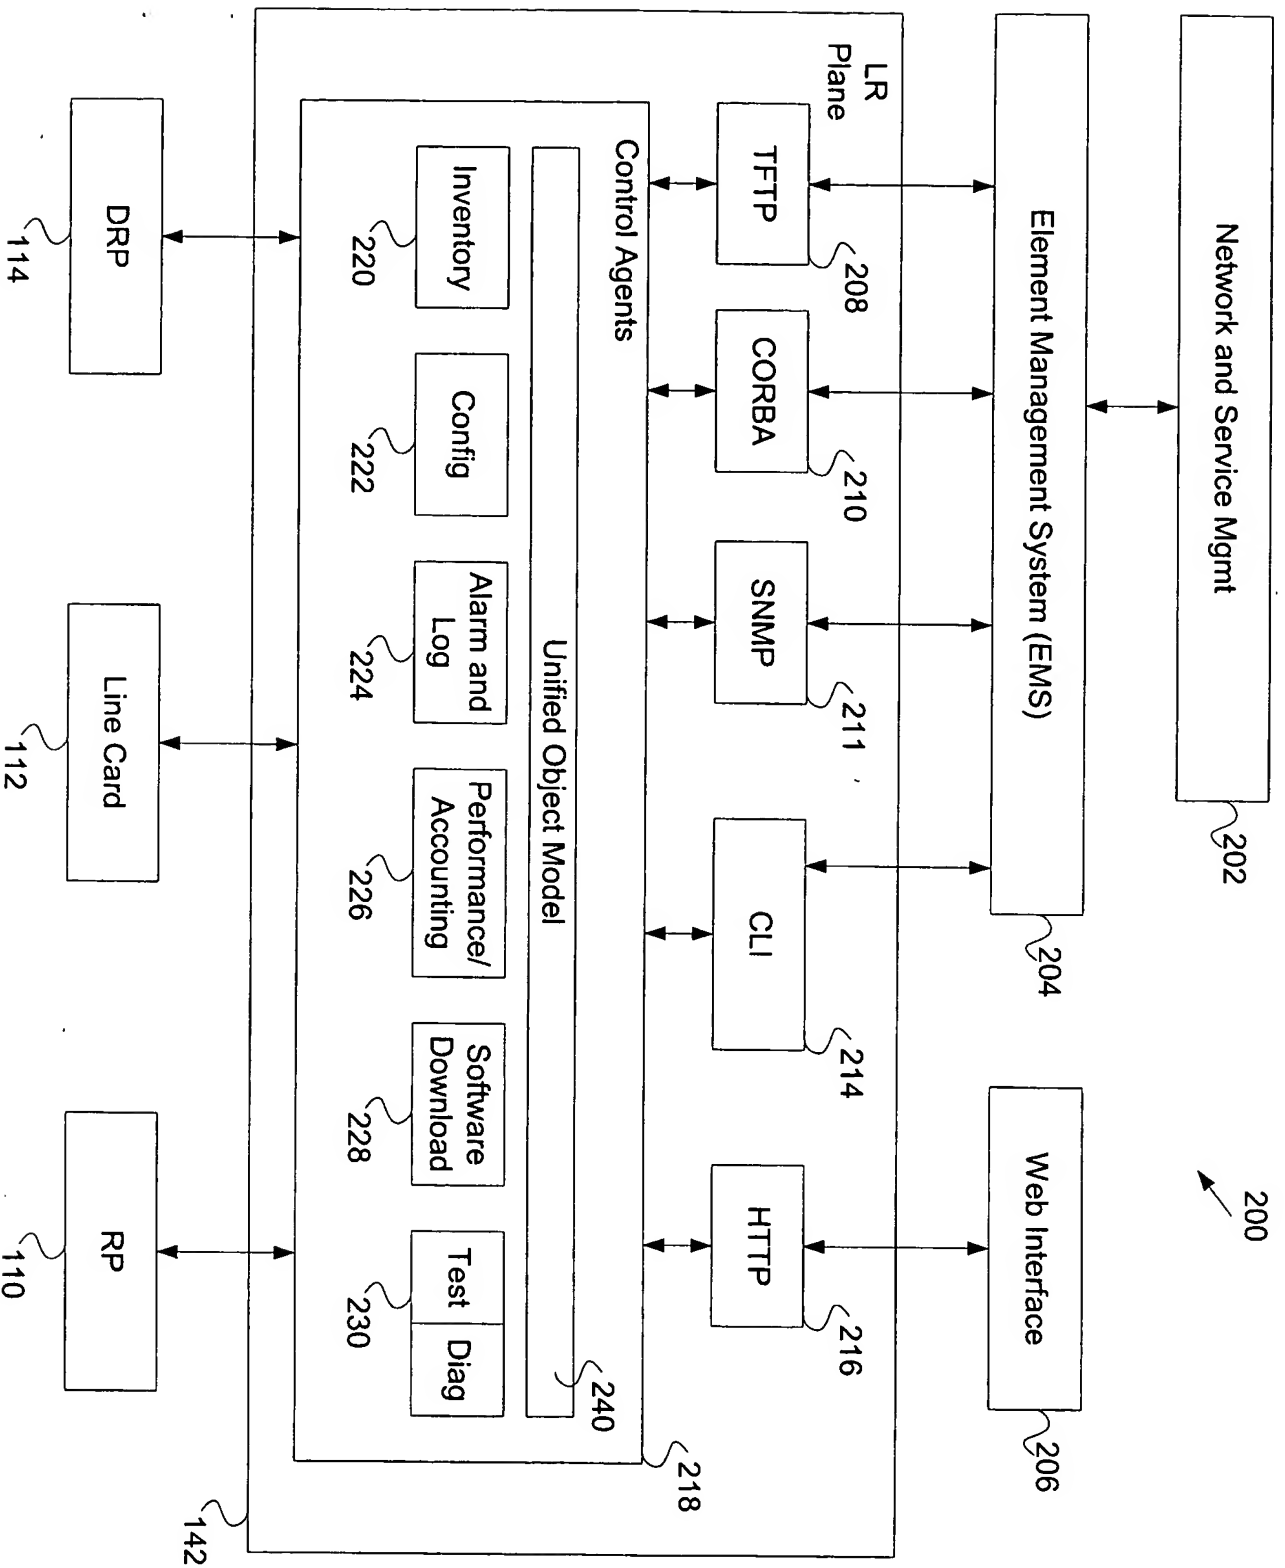 200
Network and Service Mgmt
202
Element Management System (EMS)
204
Web Interface
206
LR
Plane
TFTP
208
CORBA
210
SNMP
211
CLI
214
HTTP
216
Control Agents
218
Unified Object Model
240
Inventory
220
Config
222
Alarm and
Log
224
Performance/
Accounting
226
Software
Download
228
Test
Diag
230
142
DRP
114
Line Card
112
RP
110